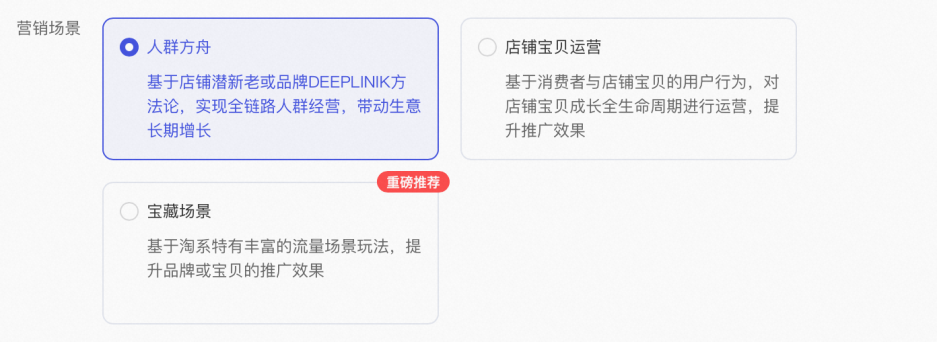 营销场景
人群方舟
基于店铺潜新老或品牌DEEPLINIK方
法论，实现全链路人群经营，带动生意
长期增长
店铺宝贝运营
基于消费者与店铺宝贝的用户行为，对
店铺宝贝成长全生命周期进行运营，提
升推广效果
重磅推荐
宝藏场景
基于淘系特有丰富的流量场景玩法，提
升品牌或宝贝的推广效果